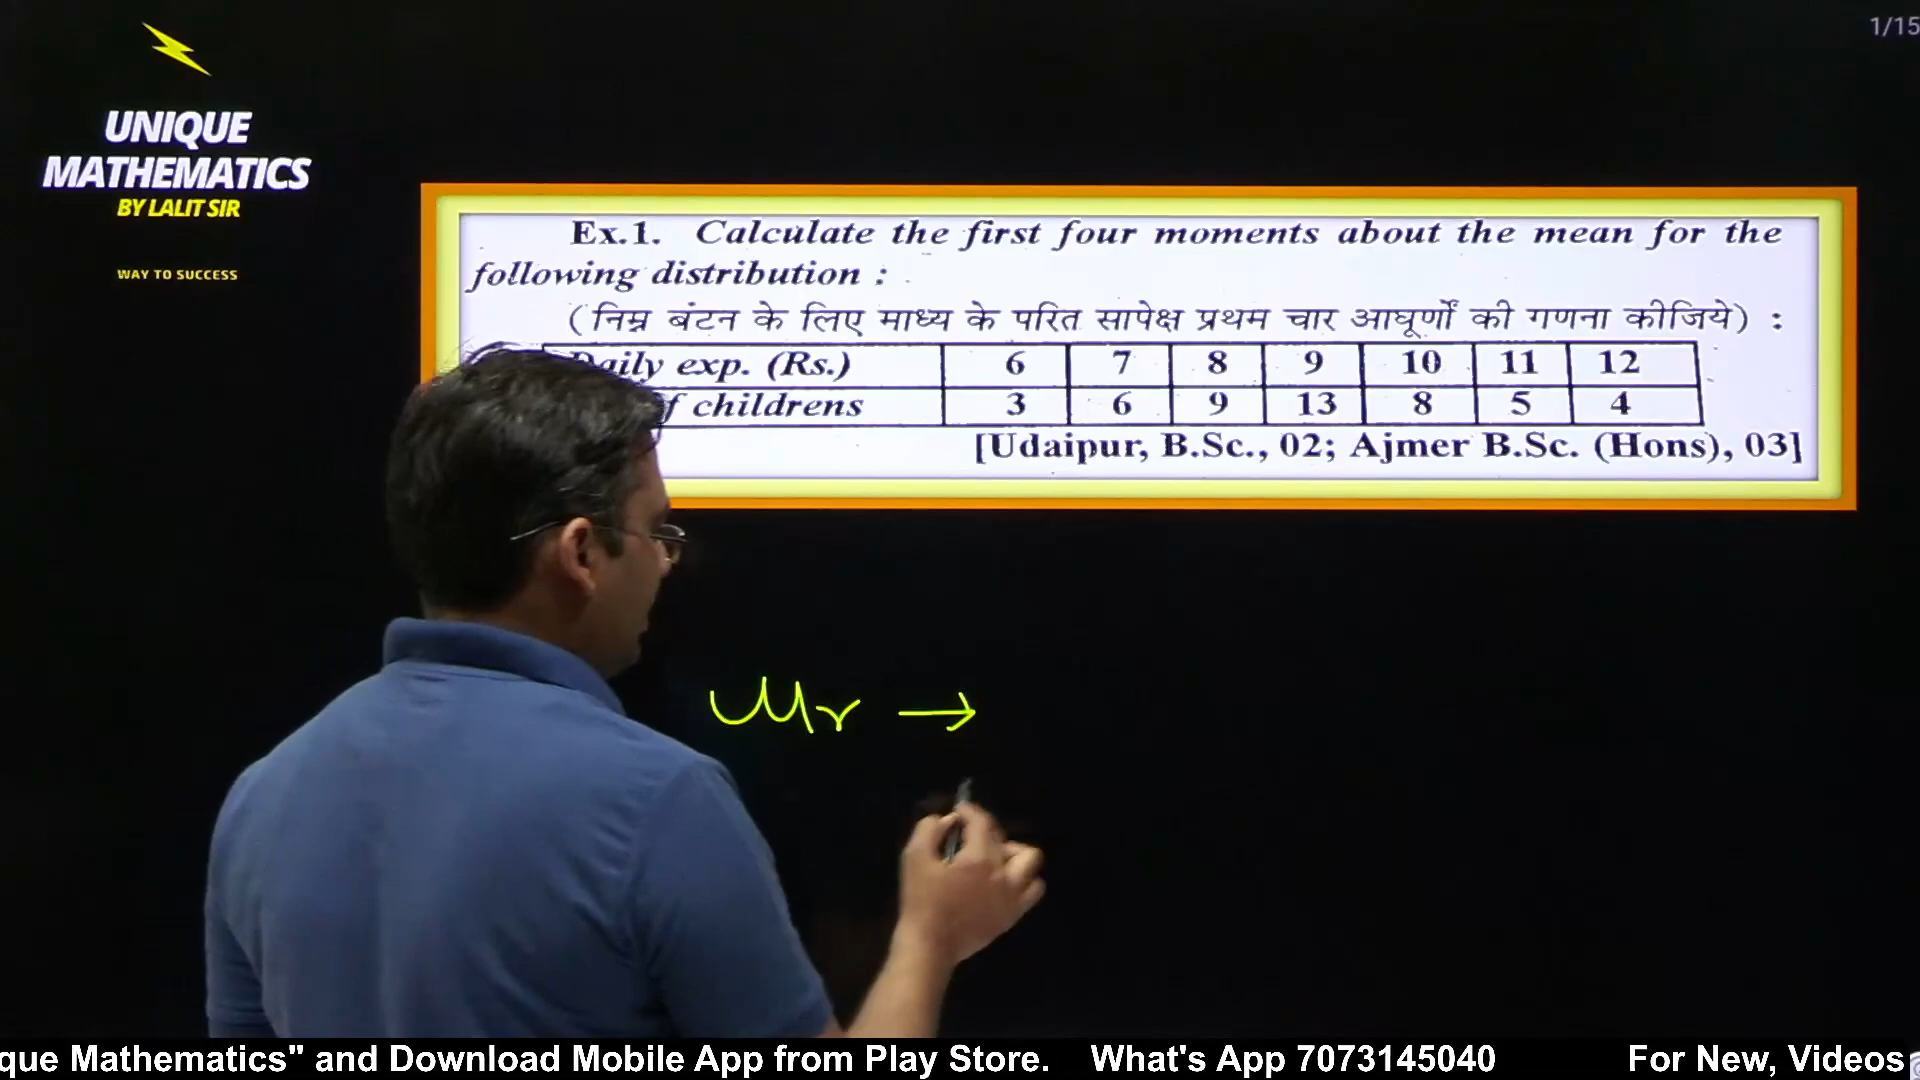 1/15
UNIQUE
MATHEMATICS
BY LALIT SIR
WAY TO SUCCESS
Ex.1. Calculate the first four moments about the mean for the
following distribution :
(निम्न बंटन के लिए माध्य के परित सापेक्ष प्रथम चार आघूर्णों की गणना कीजिये) :
exp. (Rs.) 6 7 8 9 10 11 12
childrens 3 6 9 13 8 5 4
[Udaipur, B.Sc., 02; Ajmer B.Sc. (Hons), 03]
μr →
que Mathematics" and Download Mobile App from Play Store. What's App 7073145040 For New, Videos